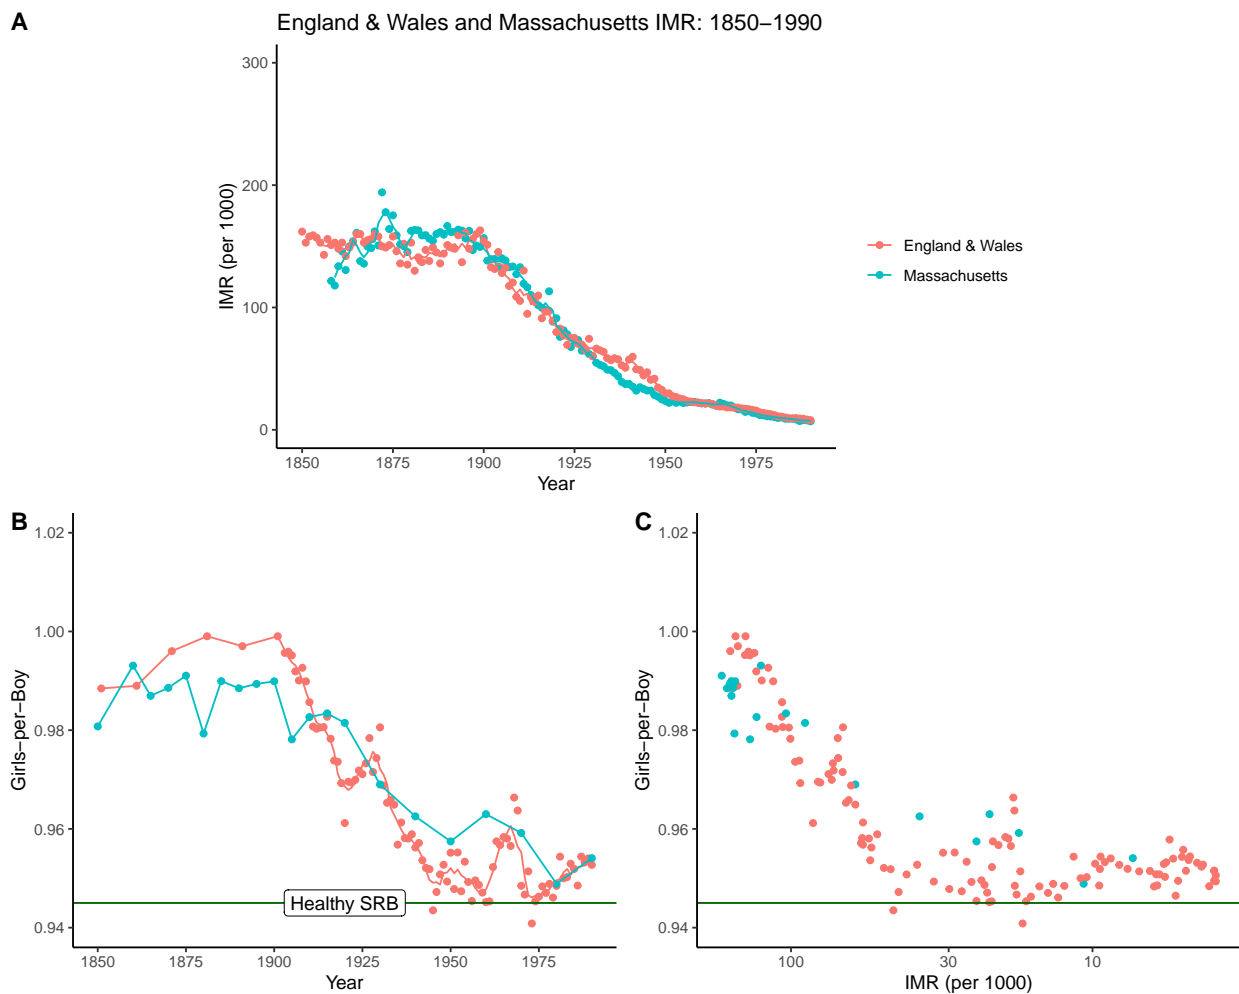 A
England & Wales and Massachusetts IMR: 1850−1990
300
200
100
0
IMR (per 1000)
1850
1875
1900
1925
1950
1975
Year
England & Wales
Massachusetts
B
1.02
1.00
0.98
0.96
0.94
Girls−per−Boy
Healthy SRB
1850
1875
1900
1925
1950
1975
Year
C
1.02
1.00
0.98
0.96
0.94
Girls−per−Boy
100
30
10
IMR (per 1000)